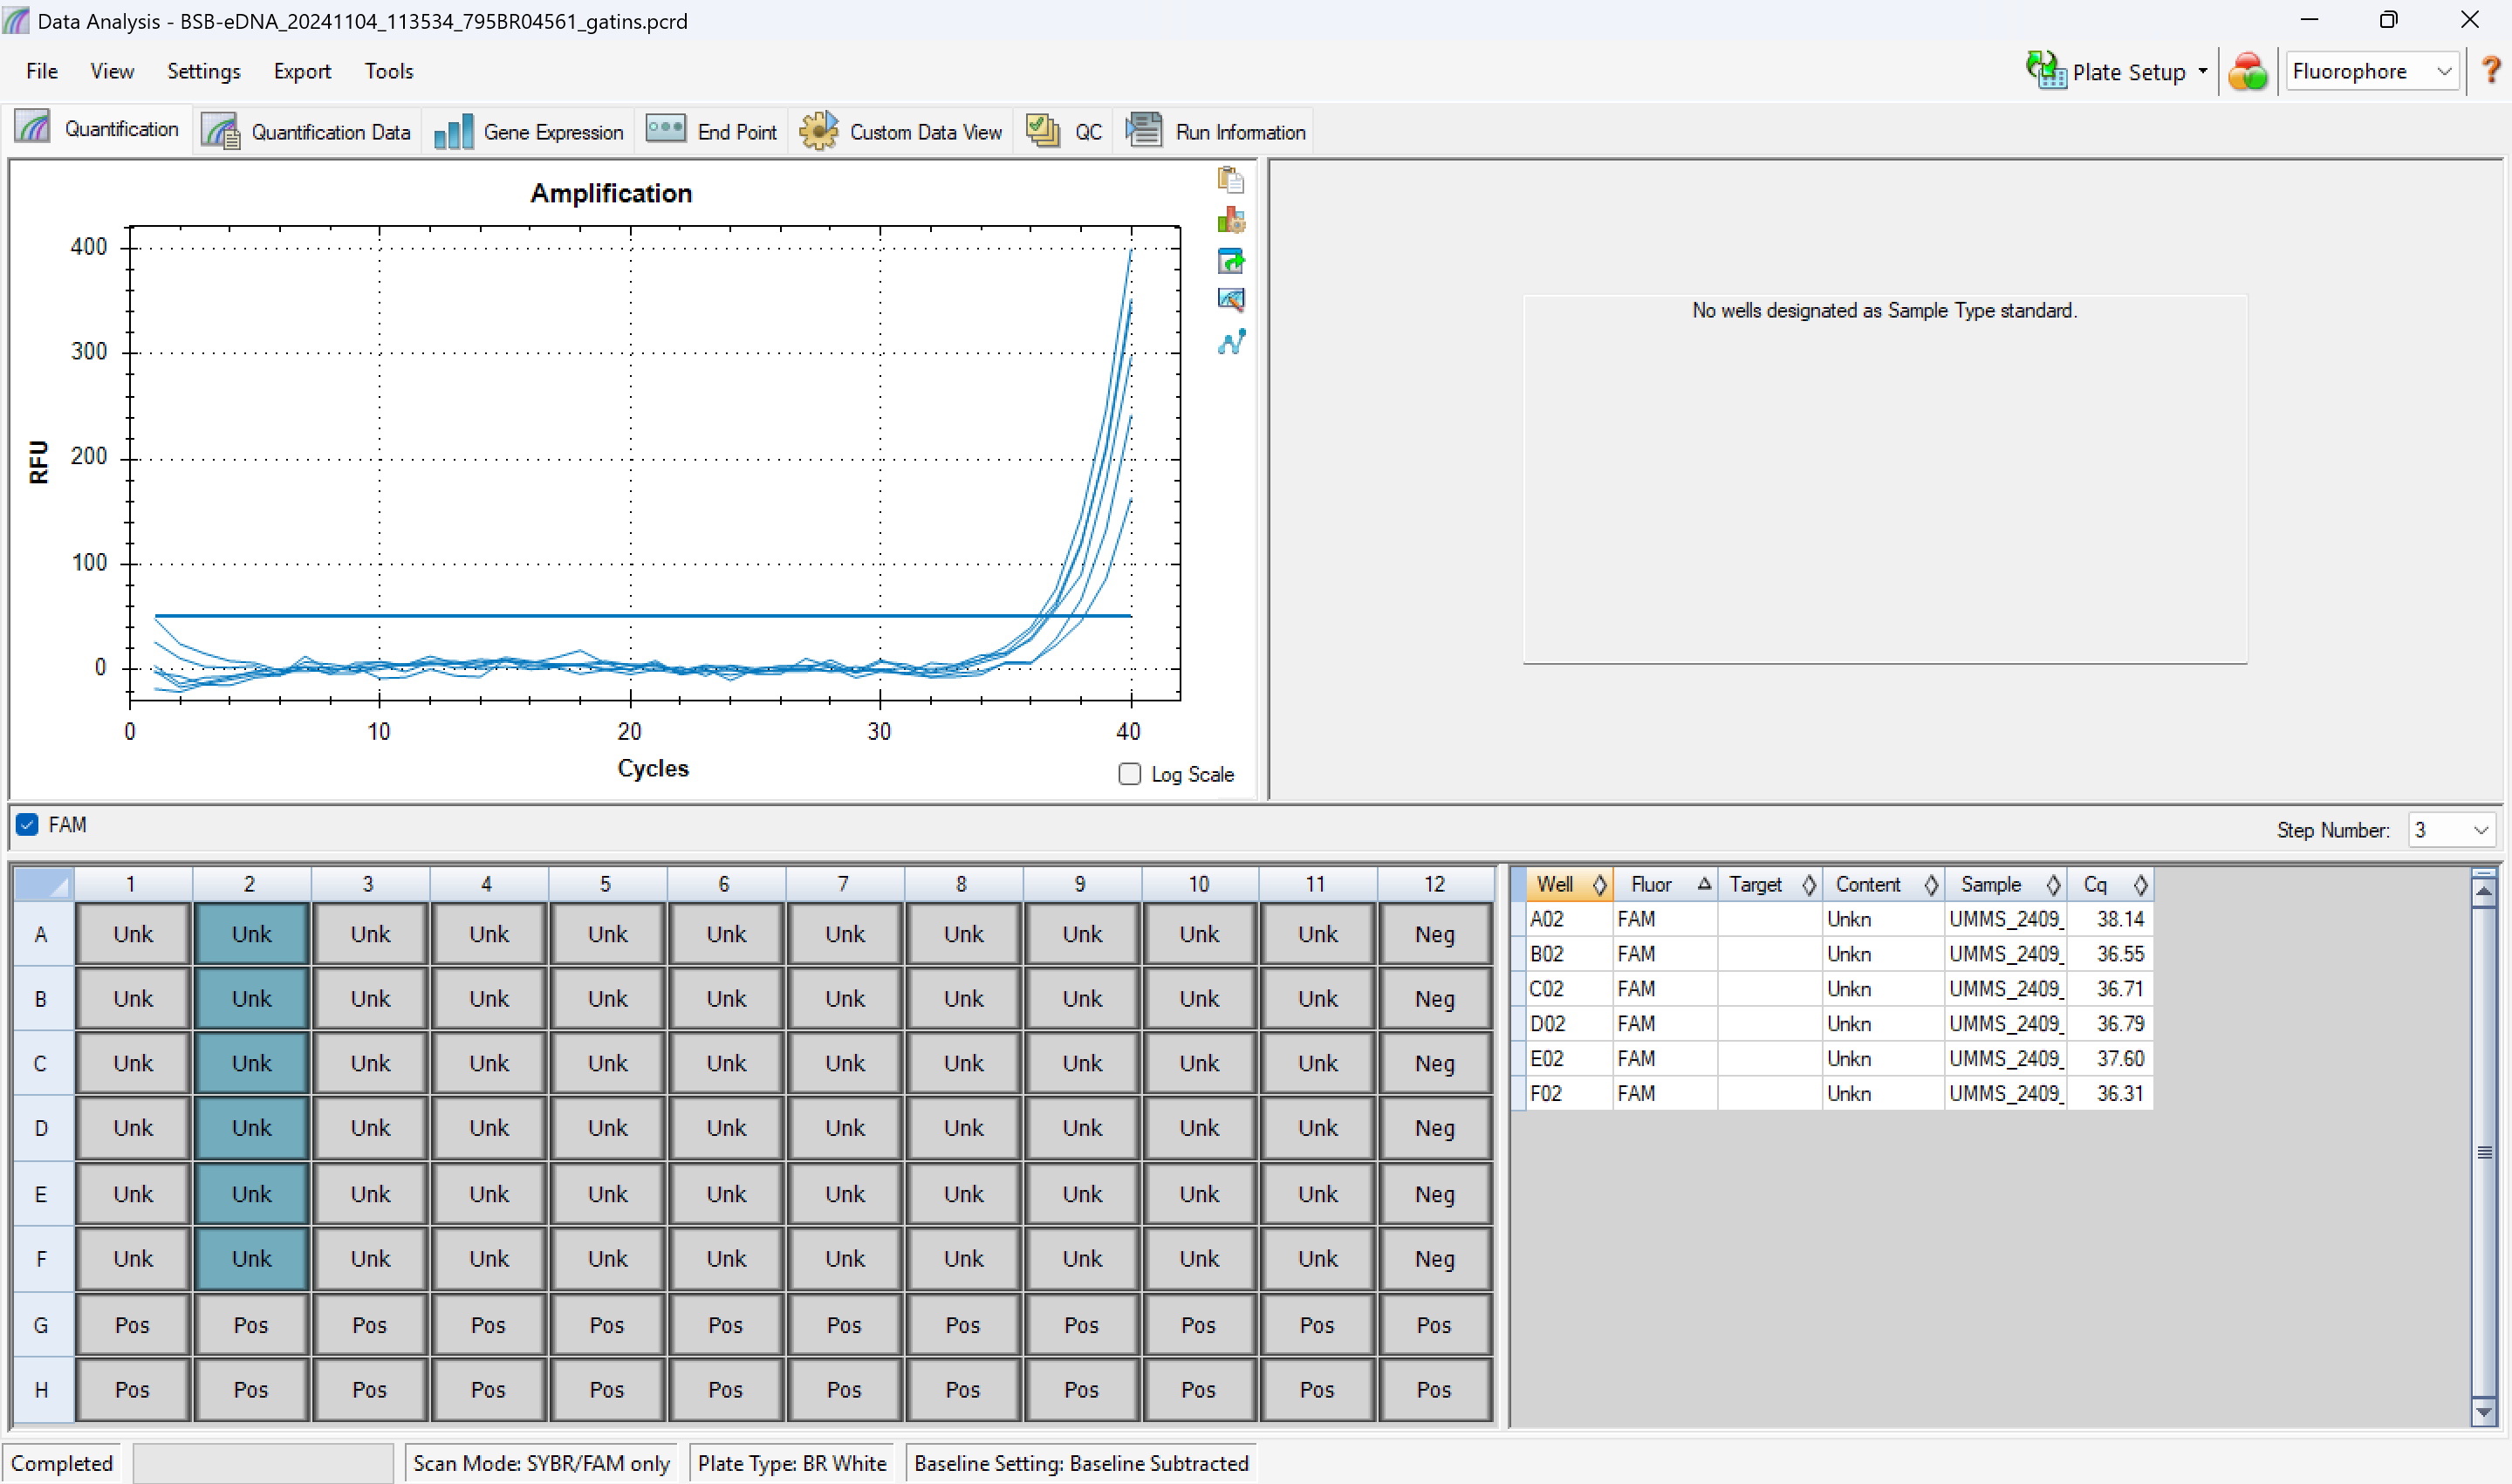 Data Analysis - BSB-eDNA_20241104_113534_795BR04561_gatins.pcrd
File View Settings Export Tools
Plate Setup Fluorophore ?
Quantification Quantification Data Gene Expression End Point Custom Data View QC Run Information
Amplification
400
300
200
100
0
RFU
0 10 20 30 40
Cycles
Log Scale
No wells designated as Sample Type standard.
FAM
Step Number: 3
1 2 3 4 5 6 7 8 9 10 11 12
A Unk Unk Unk Unk Unk Unk Unk Unk Unk Unk Unk Neg
B Unk Unk Unk Unk Unk Unk Unk Unk Unk Unk Unk Neg
C Unk Unk Unk Unk Unk Unk Unk Unk Unk Unk Unk Neg
D Unk Unk Unk Unk Unk Unk Unk Unk Unk Unk Unk Neg
E Unk Unk Unk Unk Unk Unk Unk Unk Unk Unk Unk Neg
F Unk Unk Unk Unk Unk Unk Unk Unk Unk Unk Unk Neg
G Pos Pos Pos Pos Pos Pos Pos Pos Pos Pos Pos Pos
H Pos Pos Pos Pos Pos Pos Pos Pos Pos Pos Pos Pos
Well Fluor Target Content Sample Cq
A02 FAM Unkn UMMS_2409_ 38.14
B02 FAM Unkn UMMS_2409_ 36.55
C02 FAM Unkn UMMS_2409_ 36.71
D02 FAM Unkn UMMS_2409_ 36.79
E02 FAM Unkn UMMS_2409_ 37.60
F02 FAM Unkn UMMS_2409_ 36.31
Completed Scan Mode: SYBR/FAM only Plate Type: BR White Baseline Setting: Baseline Subtracted